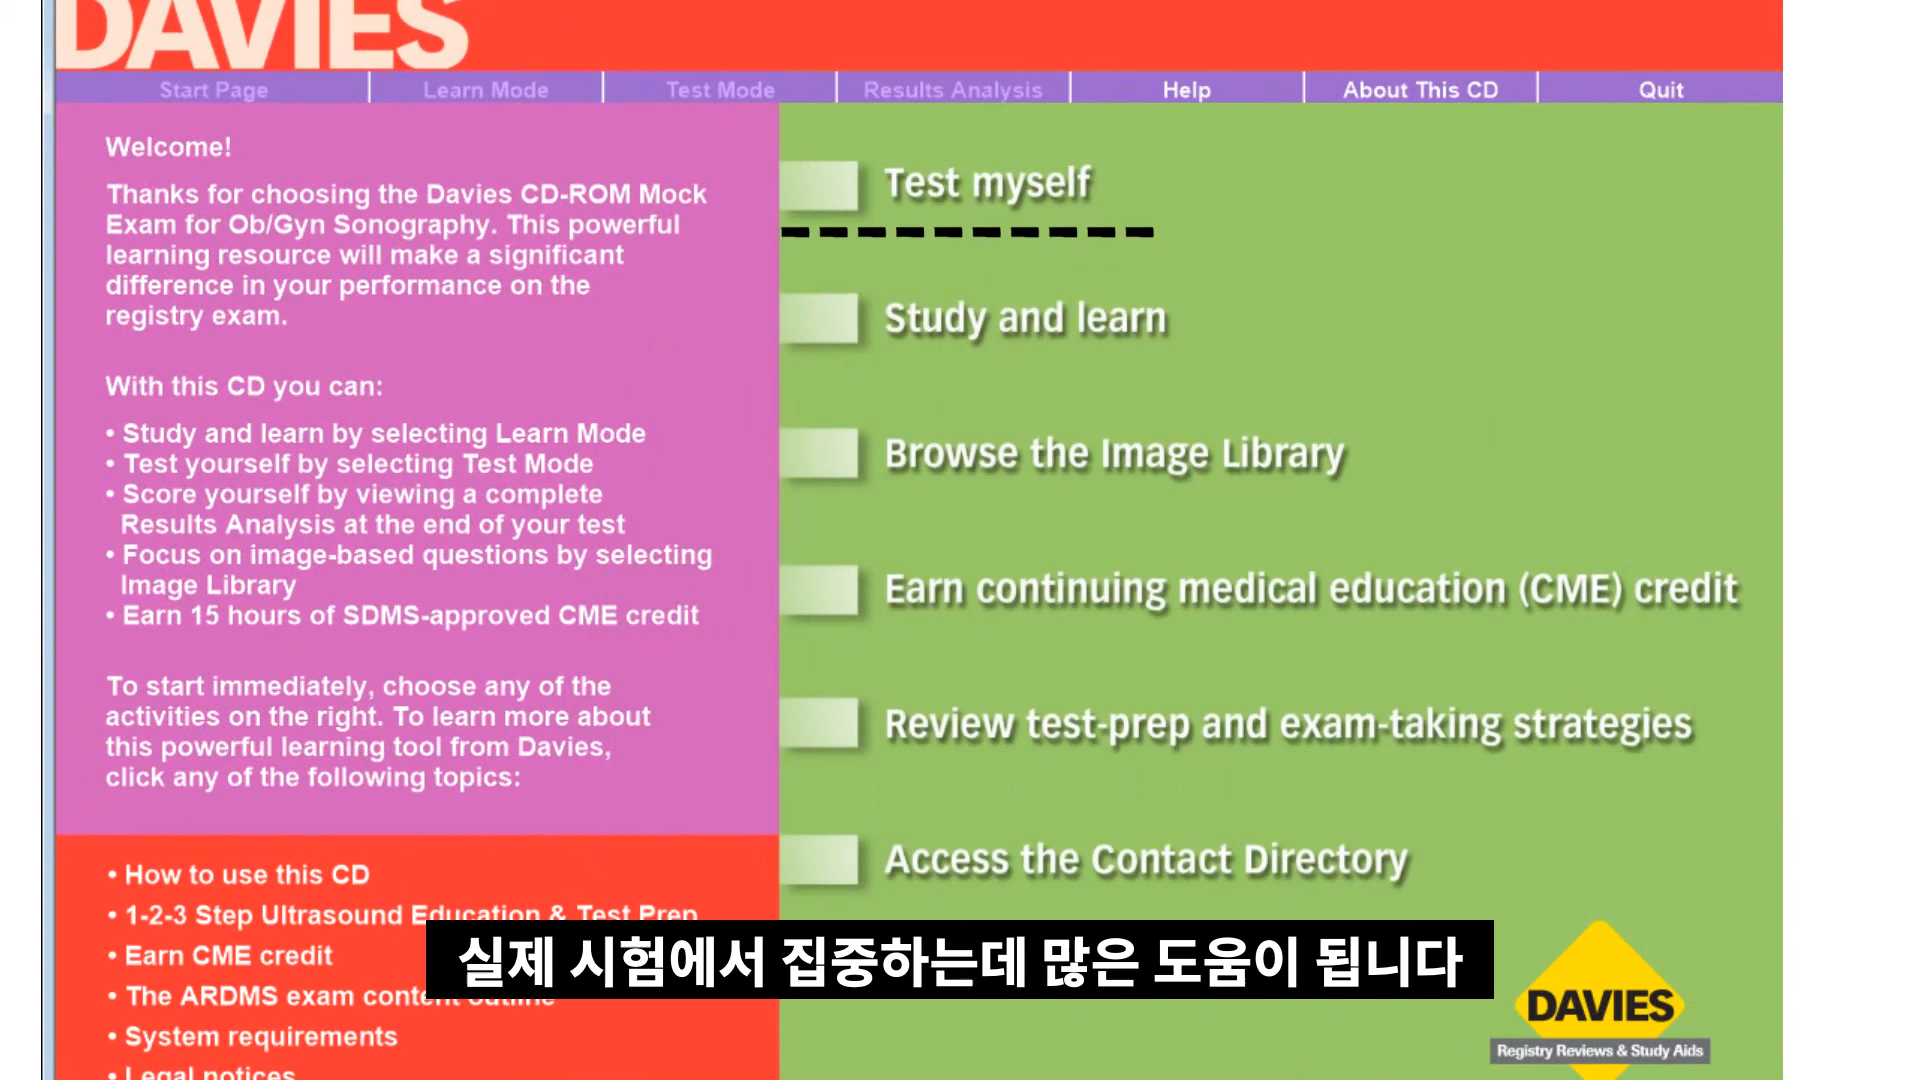 DAVIES
Start Page
Learn Mode
Test Mode
Results Analysis
Help
About This CD
Quit
Welcome!
Thanks for choosing the Davies CD-ROM Mock
Exam for Ob/Gyn Sonography. This powerful
learning resource will make a significant
difference in your performance on the
registry exam.
With this CD you can:
• Study and learn by selecting Learn Mode
• Test yourself by selecting Test Mode
• Score yourself by viewing a complete
Results Analysis at the end of your test
• Focus on image-based questions by selecting
Image Library
• Earn 15 hours of SDMS-approved CME credit
To start immediately, choose any of the
activities on the right. To learn more about
this powerful learning tool from Davies,
click any of the following topics:
• How to use this CD
• 1-2-3 Step Ultrasound Education & Test Prep
• Earn CME credit
• The ARDMS exam content outline
• System requirements
• Legal notices
Test myself
Study and learn
Browse the Image Library
Earn continuing medical education (CME) credit
Review test-prep and exam-taking strategies
Access the Contact Directory
실제 시험에서 집중하는데 많은 도움이 됩니다
DAVIES
Registry Reviews & Study Aids